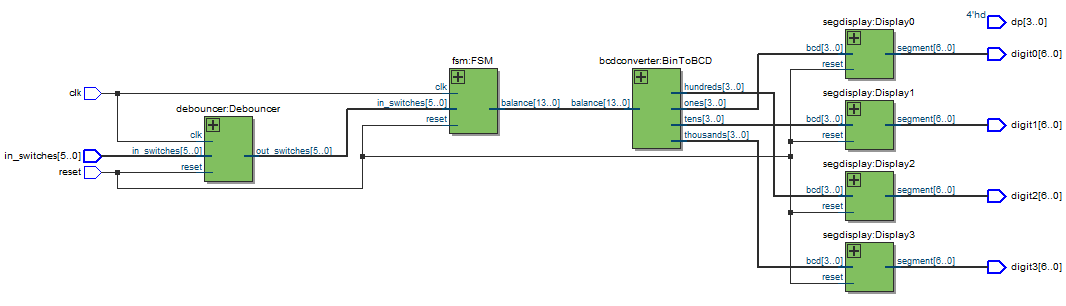 4'hd
dp[3..0]
segdisplay:Display0
bcd[3..0]
segment[6..0]
digit0[6..0]
reset
fsm:FSM
bcdconverter:BinToBCD
clk
hundreds[3..0]
segdisplay:Display1
clk
in_switches[5..0]
balance[13..0]
balance[13..0]
ones[3..0]
debouncer:Debouncer
reset
tens[3..0]
bcd[3..0]
segment[6..0]
digit1[6..0]
clk
thousands[3..0]
reset
in_switches[5..0]
in_switches[5..0]
out_switches[5..0]
reset
reset
segdisplay:Display2
bcd[3..0]
segment[6..0]
digit2[6..0]
reset
segdisplay:Display3
bcd[3..0]
segment[6..0]
digit3[6..0]
reset